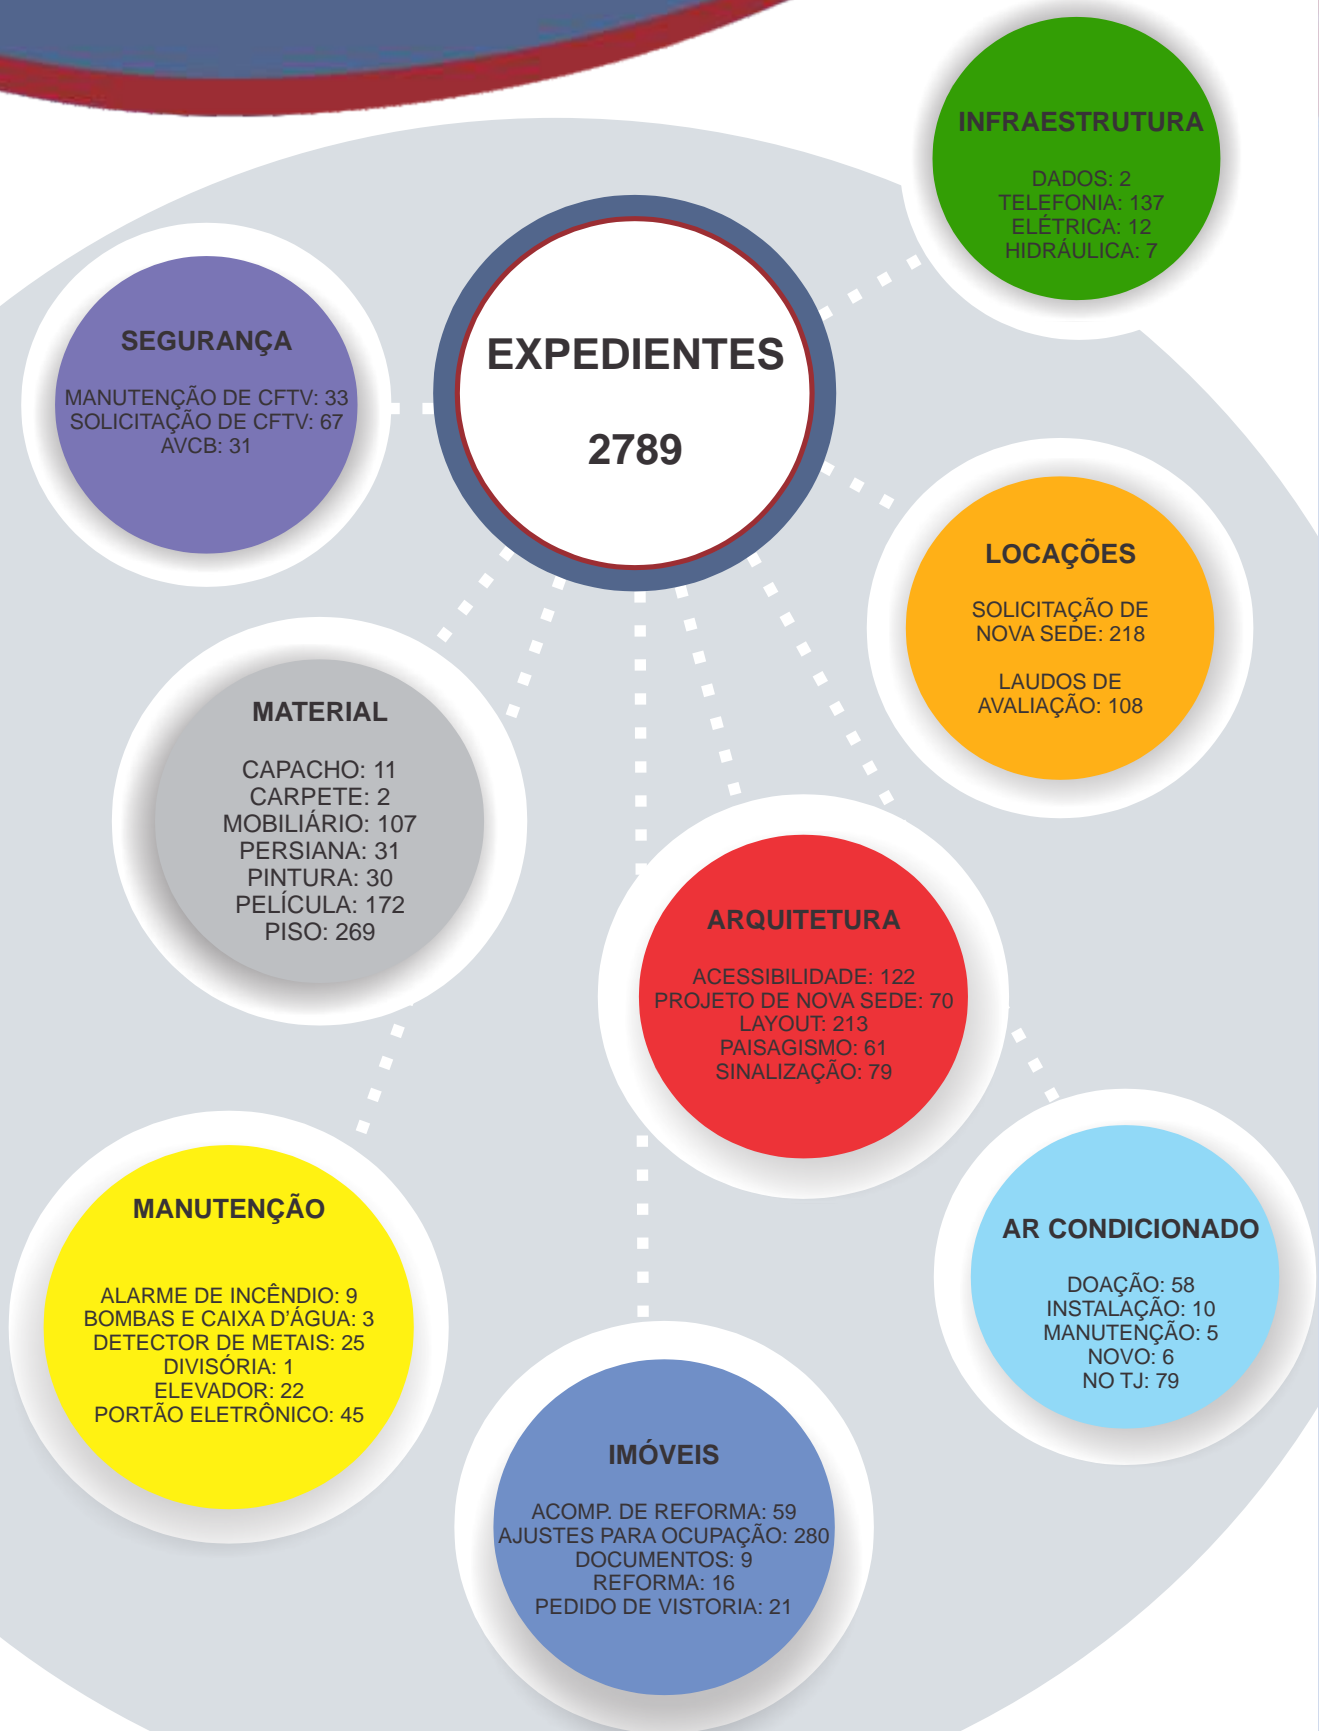 INFRAESTRUTURA
DADOS: 2
TELEFONIA: 137
ELÉTRICA: 12
HIDRÁULICA: 7
SEGURANÇA
MANUTENÇÃO DE CFTV: 33
SOLICITAÇÃO DE CFTV: 67
AVCB: 31
EXPEDIENTES
2789
LOCAÇÕES
SOLICITAÇÃO DE
NOVA SEDE: 218
LAUDOS DE
AVALIAÇÃO: 108
MATERIAL
CAPACHO: 11
CARPETE: 2
MOBILIÁRIO: 107
PERSIANA: 31
PINTURA: 30
PELÍCULA: 172
PISO: 269
ARQUITETURA
ACESSIBILIDADE: 122
PROJETO DE NOVA SEDE: 70
LAYOUT: 213
PAISAGISMO: 61
SINALIZAÇÃO: 79
MANUTENÇÃO
ALARME DE INCÊNDIO: 9
BOMBAS E CAIXA D’ÁGUA: 3
DETECTOR DE METAIS: 25
DIVISÓRIA: 1
ELEVADOR: 22
PORTÃO ELETRÔNICO: 45
AR CONDICIONADO
DOAÇÃO: 58
INSTALAÇÃO: 10
MANUTENÇÃO: 5
NOVO: 6
NO TJ: 79
IMÓVEIS
ACOMP. DE REFORMA: 59
AJUSTES PARA OCUPAÇÃO: 280
DOCUMENTOS: 9
REFORMA: 16
PEDIDO DE VISTORIA: 21